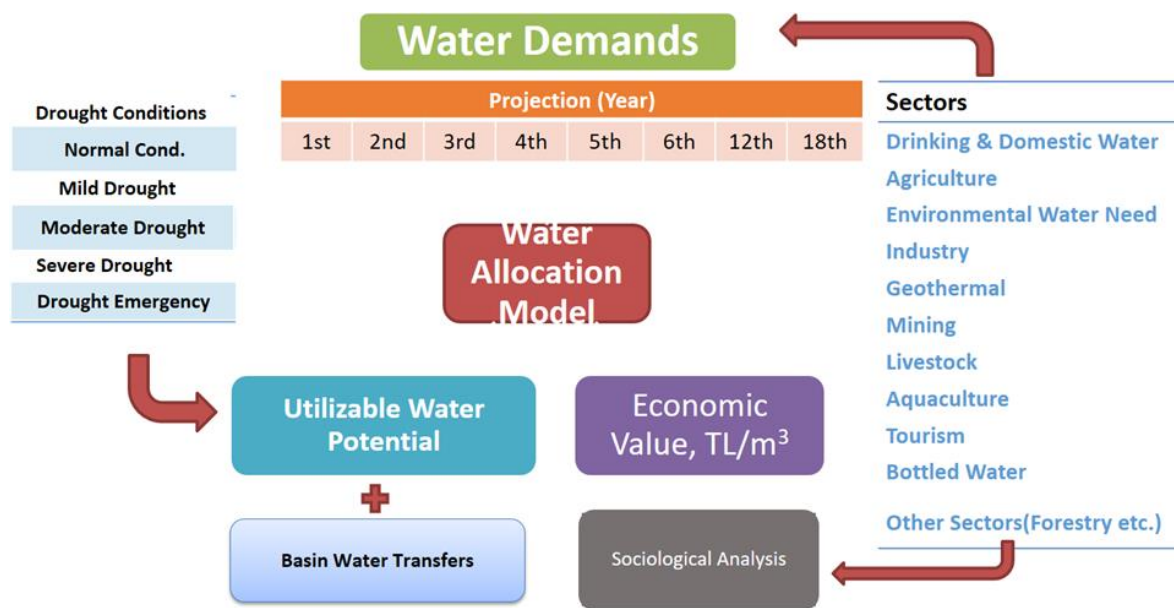 Water Demands
Projection (Year)
1st 2nd 3rd 4th 5th 6th 12th 18th
Drought Conditions
Normal Cond.
Mild Drought
Moderate Drought
Severe Drought
Drought Emergency
Water
Allocation
Model
Sectors
Drinking & Domestic Water
Agriculture
Environmental Water Need
Industry
Geothermal
Mining
Livestock
Aquaculture
Tourism
Bottled Water
Other Sectors(Forestry etc.)
Utilizable Water
Potential
Economic
Value, TL/m³
Basin Water Transfers
Sociological Analysis